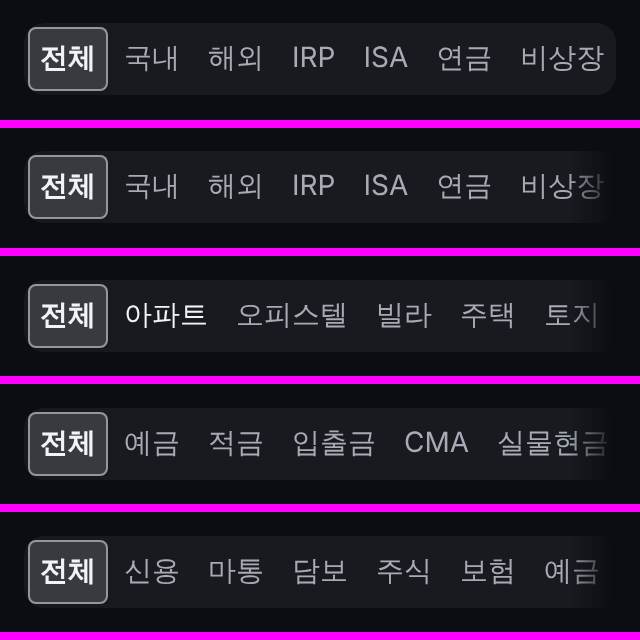 전체 국내 해외 IRP ISA 연금 비상장
전체 국내 해외 IRP ISA 연금 비상장
전체 아파트 오피스텔 빌라 주택 토지
전체 예금 적금 입출금 CMA 실물현금
전체 신용 마통 담보 주식 보험 예금